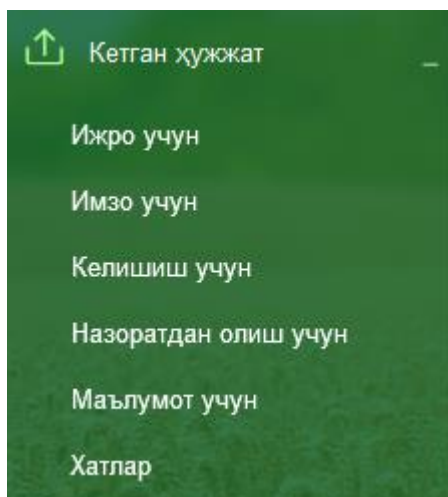 Кетган ҳужжат
Ижро учун
Имзо учун
Келишиш учун
Назоратдан олиш учун
Маълумот учун
Хатлар